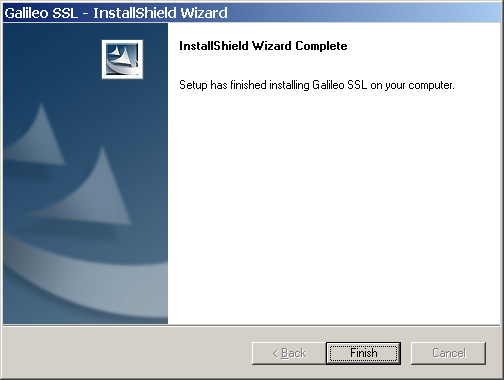 Galileo SSL - InstallShield Wizard
InstallShield Wizard Complete
Setup has finished installing Galileo SSL on your computer.
< Back Finish Cancel